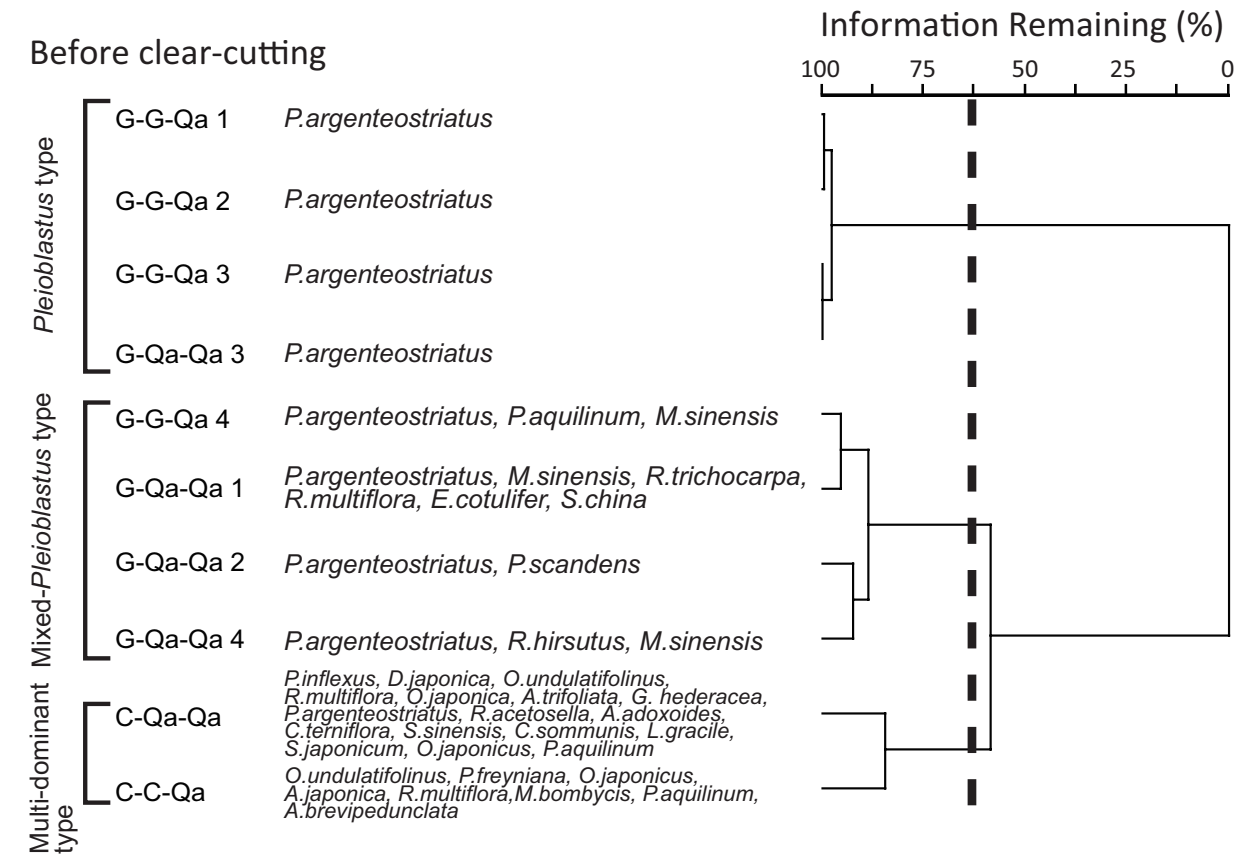 Before clear-cutting
Information Remaining (%)
100 75 50 25 0
Pleioblastus type
G-G-Qa 1 P.argenteostriatus
G-G-Qa 2 P.argenteostriatus
G-G-Qa 3 P.argenteostriatus
G-Qa-Qa 3 P.argenteostriatus
Mixed-Pleioblastus type
G-G-Qa 4 P.argenteostriatus, P.aquilinum, M.sinensis
G-Qa-Qa 1 P.argenteostriatus, M.sinensis, R.trichocarpa,
R.multiflora, E.cotulifer, S.china
G-Qa-Qa 2 P.argenteostriatus, P.scandens
G-Qa-Qa 4 P.argenteostriatus, R.hirsutus, M.sinensis
Multi-dominant
type
C-Qa-Qa
P.inflexus, D.japonica, O.undulatifolinus,
R.multiflora, O.japonica, A.trifoliata, G. hederacea,
P.argenteostriatus, R.acetosella, A.adoxoides,
C.terniflora, S.sinensis, C.sommunis, L.gracile,
S.japonicum, O.japonicus, P.aquilinum
C-C-Qa
O.undulatifolinus, P.freyniana, O.japonicus,
A.japonica, R.multiflora,M.bombycis, P.aquilinum,
A.brevipedunclata